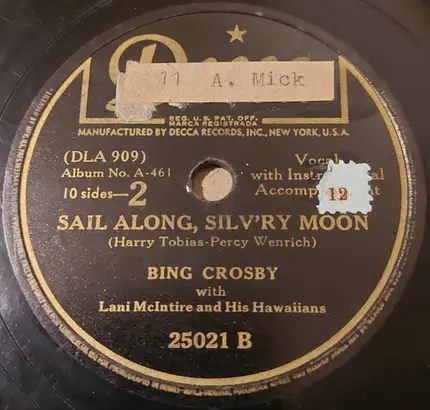 11 A. Mick
REG. U.S. PAT. OFF.
MARCA REGISTRADA
MANUFACTURED BY DECCA RECORDS, INC., NEW YORK, U. S. A.
(DLA 909)
Album No. A-461
10 sides—2
Vocal
with Instrumental
Accompaniment
12
SAIL ALONG, SILV'RY MOON
(Harry Tobias-Percy Wenrich)
BING CROSBY
with
Lani McIntire and His Hawaiians
25021 B